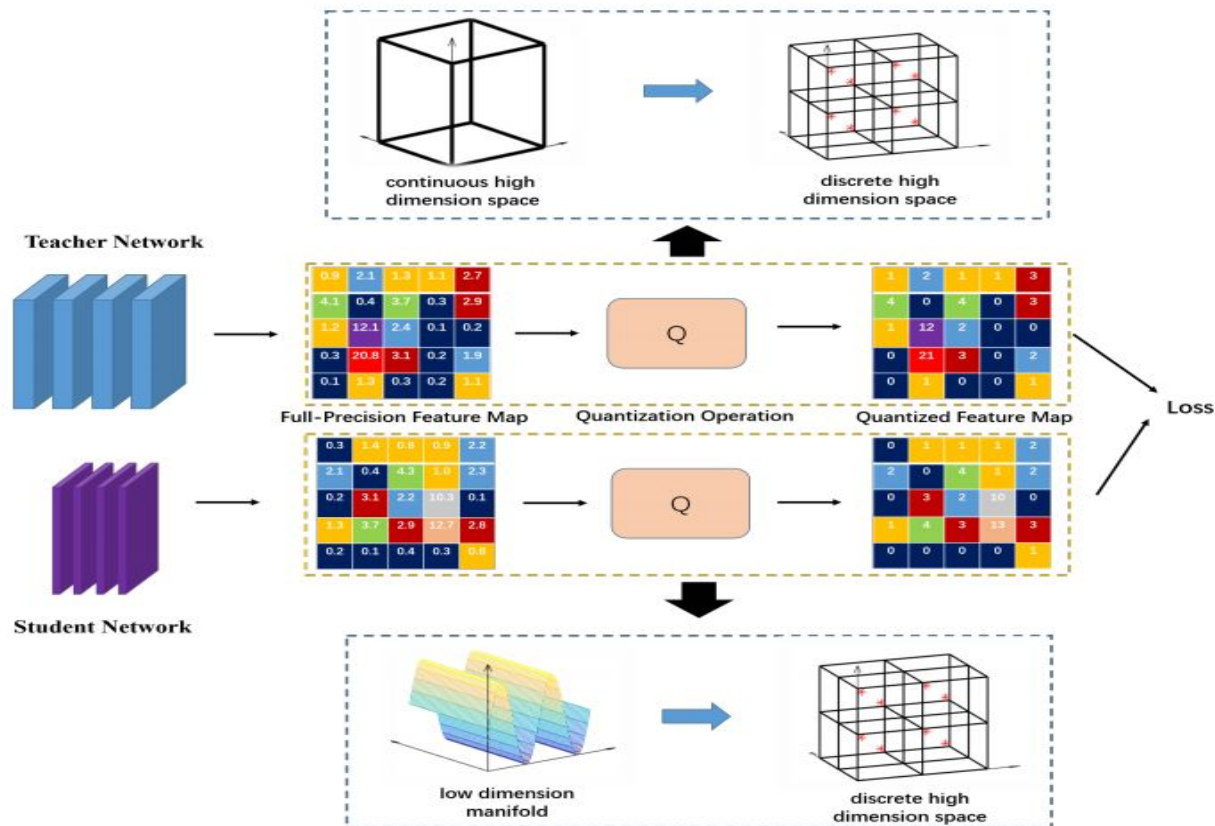 continuous high
dimension space
discrete high
dimension space
Teacher Network
0.9 2.1 1.3 1.1 2.7
4.1 0.4 3.7 0.3 2.9
1.2 12.1 2.4 0.1 0.2
0.3 20.8 3.1 0.2 1.9
0.1 1.3 0.3 0.2 1.1
Q
1 2 1 1 3
4 0 4 0 3
1 12 2 0 0
0 21 3 0 2
0 1 0 0 1
Full-Precision Feature Map
Quantization Operation
Quantized Feature Map
Loss
0.3 1.4 0.8 0.9 2.2
2.1 0.4 4.3 1.0 2.3
0.2 3.1 2.2 10.3 0.1
1.3 3.7 2.9 12.7 2.8
0.2 0.1 0.4 0.3 0.8
Q
0 1 1 1 2
2 0 4 1 2
0 3 2 10 0
1 4 3 13 3
0 0 0 0 1
Student Network
low dimension
manifold
discrete high
dimension space